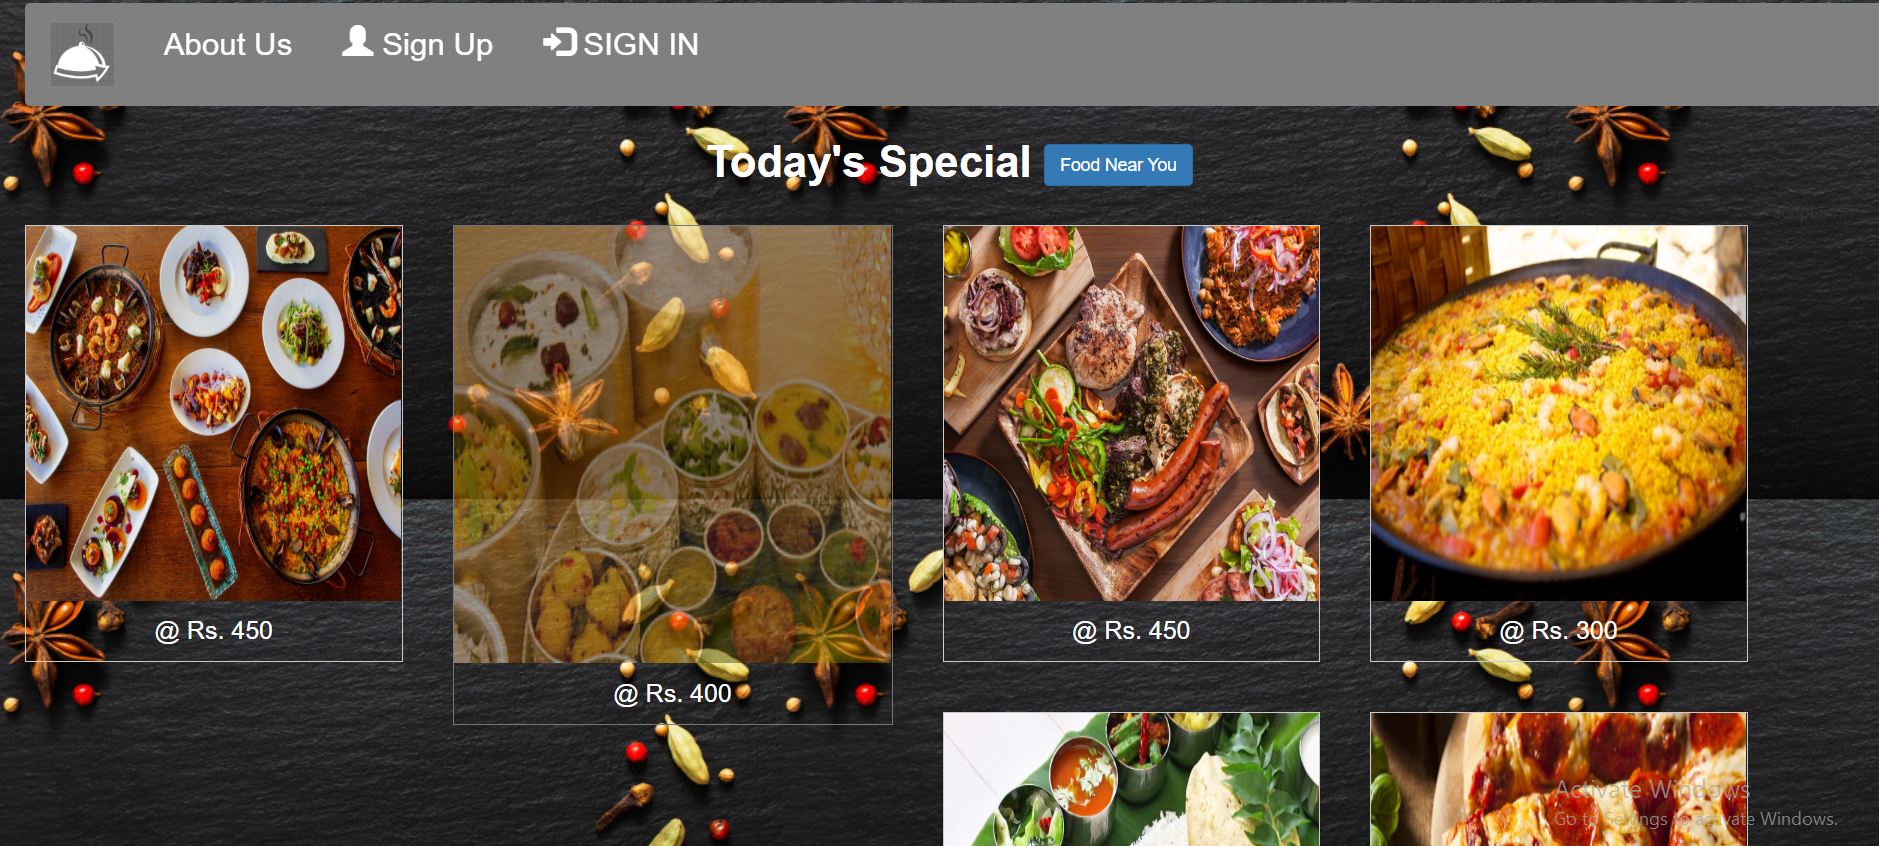 About Us Sign Up SIGN IN
Today's Special Food Near You
@ Rs. 450
@ Rs. 400
@ Rs. 450
@ Rs. 300
Activate Windows
Go to Settings to activate Windows.